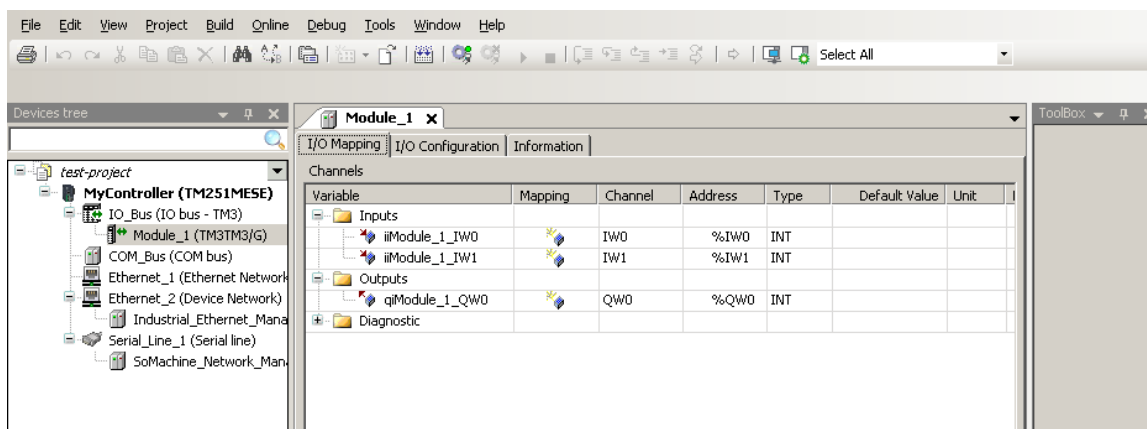 File Edit View Project Build Online Debug Tools Window Help
Select All
Devices tree
Module_1
ToolBox
I/O Mapping I/O Configuration Information
test-project
Channels
MyController (TM251MESE)
Variable Mapping Channel Address Type Default Value Unit
IO_Bus (IO bus - TM3)
Inputs
Module_1 (TM3TM3/G)
iiModule_1_IW0 IW0 %IW0 INT
COM_Bus (COM bus)
iiModule_1_IW1 IW1 %IW1 INT
Ethernet_1 (Ethernet Network
Outputs
Ethernet_2 (Device Network)
qiModule_1_QW0 QW0 %QW0 INT
Industrial_Ethernet_Mana
Diagnostic
Serial_Line_1 (Serial line)
SoMachine_Network_Man